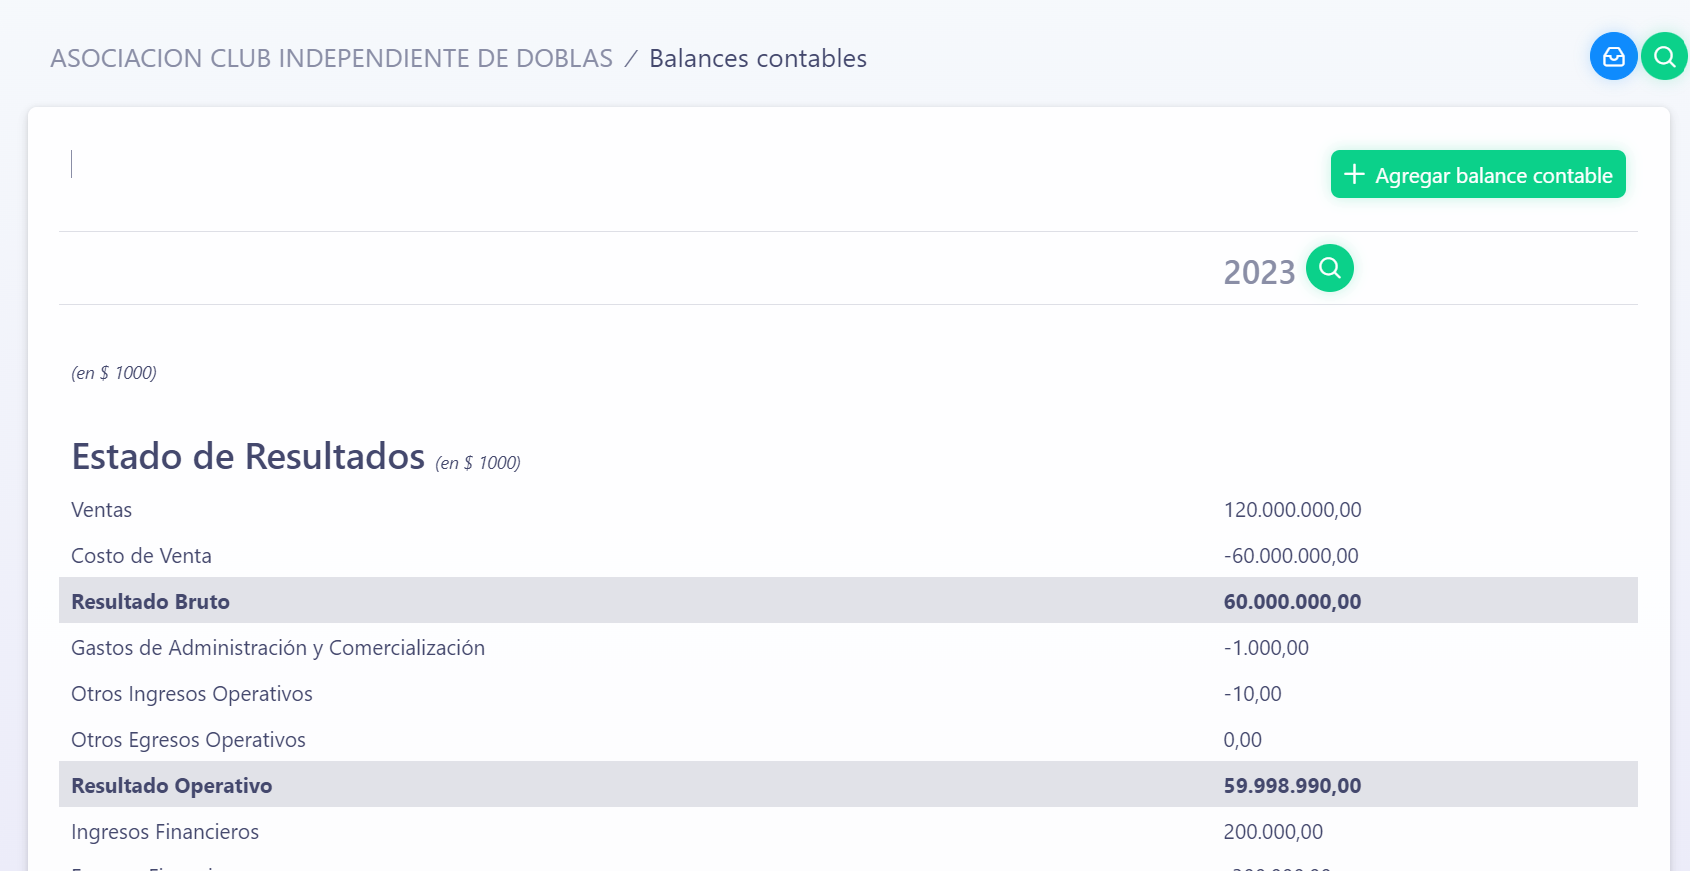 ASOCIACION CLUB INDEPENDIENTE DE DOBLAS / Balances contables
+ Agregar balance contable
2023
(en $ 1000)
Estado de Resultados (en $ 1000)
Ventas 120.000.000,00
Costo de Venta -60.000.000,00
Resultado Bruto 60.000.000,00
Gastos de Administración y Comercialización -1.000,00
Otros Ingresos Operativos -10,00
Otros Egresos Operativos 0,00
Resultado Operativo 59.998.990,00
Ingresos Financieros 200.000,00